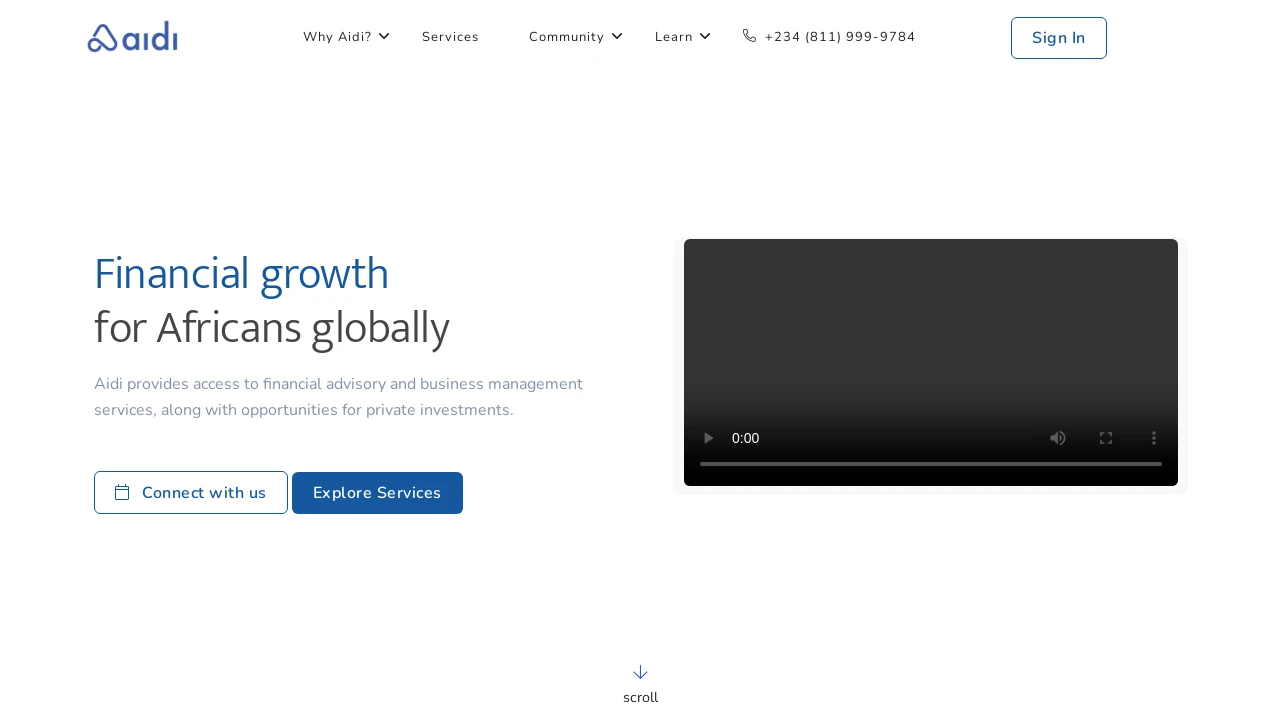 aidi
Why Aidi?
Services
Community
Learn
+234 (811) 999-9784
Sign In
Financial growth
for Africans globally
Aidi provides access to financial advisory and business management
services, along with opportunities for private investments.
Connect with us
Explore Services
0:00
scroll